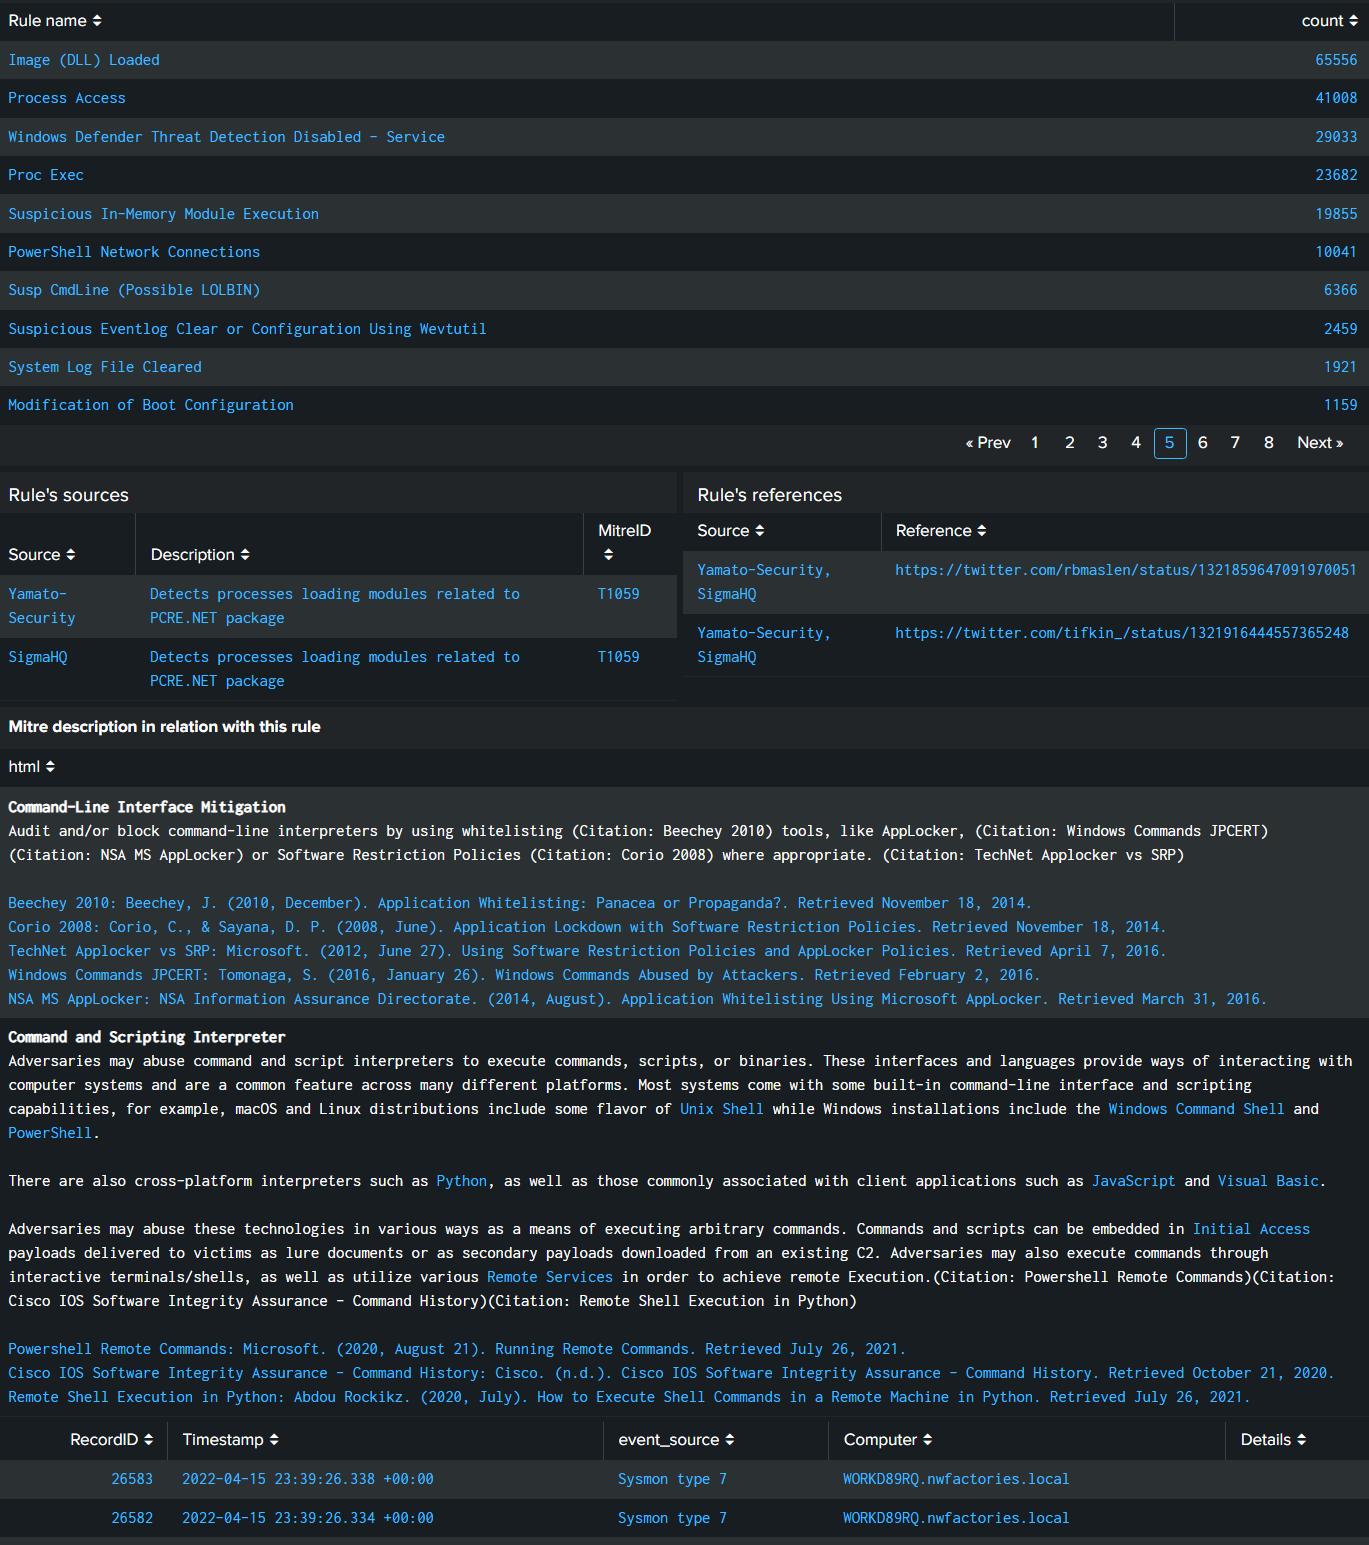 Rule name count
Image (DLL) Loaded 65556
Process Access 41008
Windows Defender Threat Detection Disabled - Service 29033
Proc Exec 23682
Suspicious In-Memory Module Execution 19855
PowerShell Network Connections 10041
Susp CmdLine (Possible LOLBIN) 6366
Suspicious Eventlog Clear or Configuration Using Wevtutil 2459
System Log File Cleared 1921
Modification of Boot Configuration 1159
« Prev 1 2 3 4 5 6 7 8 Next »
Rule's sources
Source Description MitreID
Yamato- Detects processes loading modules related to T1059
Security PCRE.NET package
SigmaHQ Detects processes loading modules related to T1059
PCRE.NET package
Rule's references
Source Reference
Yamato-Security, https://twitter.com/rbmaslen/status/1321859647091970051
SigmaHQ
Yamato-Security, https://twitter.com/tifkin_/status/1321916444557365248
SigmaHQ
Mitre description in relation with this rule
html
Command-Line Interface Mitigation
Audit and/or block command-line interpreters by using whitelisting (Citation: Beechey 2010) tools, like AppLocker, (Citation: Windows Commands JPCERT)
(Citation: NSA MS AppLocker) or Software Restriction Policies (Citation: Corio 2008) where appropriate. (Citation: TechNet Applocker vs SRP)
Beechey 2010: Beechey, J. (2010, December). Application Whitelisting: Panacea or Propaganda?. Retrieved November 18, 2014.
Corio 2008: Corio, C., & Sayana, D. P. (2008, June). Application Lockdown with Software Restriction Policies. Retrieved November 18, 2014.
TechNet Applocker vs SRP: Microsoft. (2012, June 27). Using Software Restriction Policies and AppLocker Policies. Retrieved April 7, 2016.
Windows Commands JPCERT: Tomonaga, S. (2016, January 26). Windows Commands Abused by Attackers. Retrieved February 2, 2016.
NSA MS AppLocker: NSA Information Assurance Directorate. (2014, August). Application Whitelisting Using Microsoft AppLocker. Retrieved March 31, 2016.
Command and Scripting Interpreter
Adversaries may abuse command and script interpreters to execute commands, scripts, or binaries. These interfaces and languages provide ways of interacting with
computer systems and are a common feature across many different platforms. Most systems come with some built-in command-line interface and scripting
capabilities, for example, macOS and Linux distributions include some flavor of Unix Shell while Windows installations include the Windows Command Shell and
PowerShell.
There are also cross-platform interpreters such as Python, as well as those commonly associated with client applications such as JavaScript and Visual Basic.
Adversaries may abuse these technologies in various ways as a means of executing arbitrary commands. Commands and scripts can be embedded in Initial Access
payloads delivered to victims as lure documents or as secondary payloads downloaded from an existing C2. Adversaries may also execute commands through
interactive terminals/shells, as well as utilize various Remote Services in order to achieve remote Execution.(Citation: Powershell Remote Commands)(Citation:
Cisco IOS Software Integrity Assurance - Command History)(Citation: Remote Shell Execution in Python)
Powershell Remote Commands: Microsoft. (2020, August 21). Running Remote Commands. Retrieved July 26, 2021.
Cisco IOS Software Integrity Assurance - Command History: Cisco. (n.d.). Cisco IOS Software Integrity Assurance - Command History. Retrieved October 21, 2020.
Remote Shell Execution in Python: Abdou Rockikz. (2020, July). How to Execute Shell Commands in a Remote Machine in Python. Retrieved July 26, 2021.
RecordID Timestamp event_source Computer Details
26583 2022-04-15 23:39:26.338 +00:00 Sysmon type 7 WORKD89RQ.nwfactories.local
26582 2022-04-15 23:39:26.334 +00:00 Sysmon type 7 WORKD89RQ.nwfactories.local